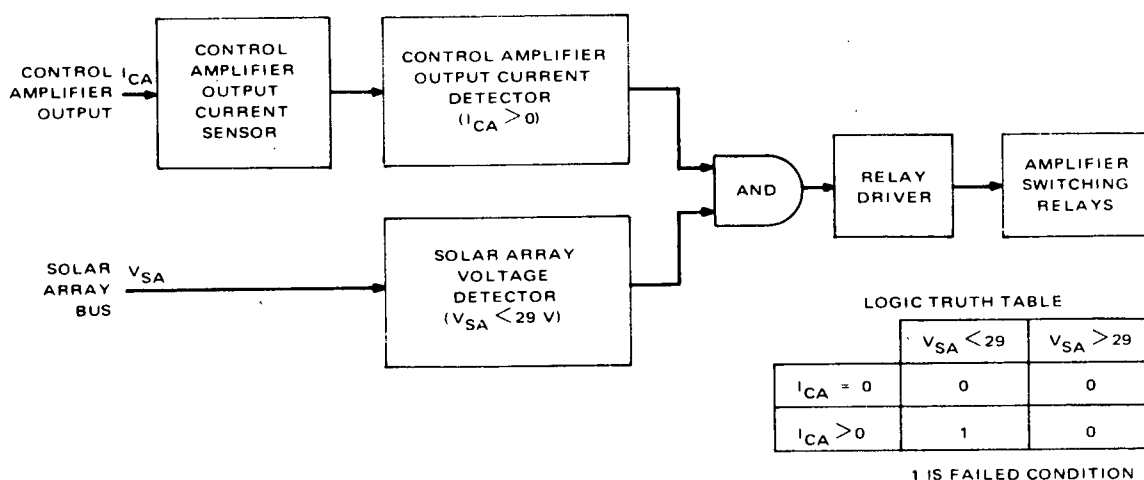 CONTROL
AMPLIFIER
OUTPUT
I_CA
CONTROL
AMPLIFIER
OUTPUT
CURRENT
SENSOR
CONTROL AMPLIFIER
OUTPUT CURRENT
DETECTOR
(I_CA > 0)
AND
RELAY
DRIVER
AMPLIFIER
SWITCHING
RELAYS
SOLAR
ARRAY
BUS
V_SA
SOLAR ARRAY
VOLTAGE
DETECTOR
(V_SA < 29 V)
LOGIC TRUTH TABLE
V_SA < 29 V_SA > 29
I_CA = 0 0 0
I_CA > 0 1 0
1 IS FAILED CONDITION